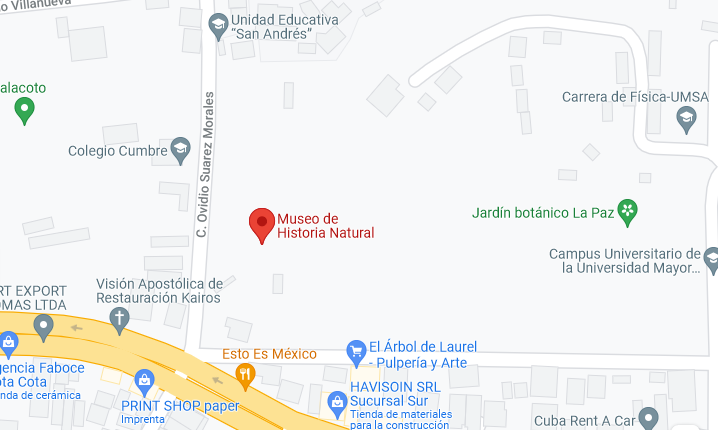 Villanueva
Unidad Educativa
“San Andrés”
alacoto
Carrera de Física-UMSA
Colegio Cumbre
C. Ovidio Suarez Morales
Museo de
Historia Natural
Jardín botánico La Paz
Campus Universitario de
la Universidad Mayor...
Visión Apostólica de
Restauración Kairos
RT EXPORT
OMAS LTDA
Esto Es México
El Árbol de Laurel
- Pulpería y Arte
gencia Faboce
ota Cota
nda de cerámica
PRINT SHOP paper
Imprenta
HAVISOIN SRL
Sucursal Sur
Tienda de materiales
para la construcción
Cuba Rent A Car